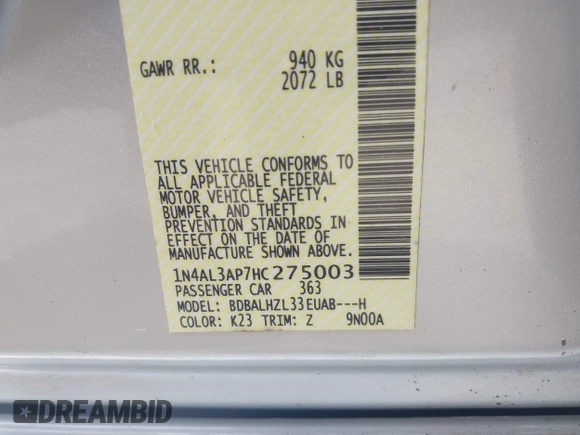 GAWR RR.: 940 KG
2072 LB
THIS VEHICLE CONFORMS TO
ALL APPLICABLE FEDERAL
MOTOR VEHICLE SAFETY,
BUMPER, AND THEFT
PREVENTION STANDARDS IN
EFFECT ON THE DATE OF
MANUFACTURE SHOWN ABOVE.
1N4AL3AP7HC275003
PASSENGER CAR 363
MODEL: BDBALHZL33EUAB---H
COLOR: K23 TRIM: Z 9N00A
DREAMBID